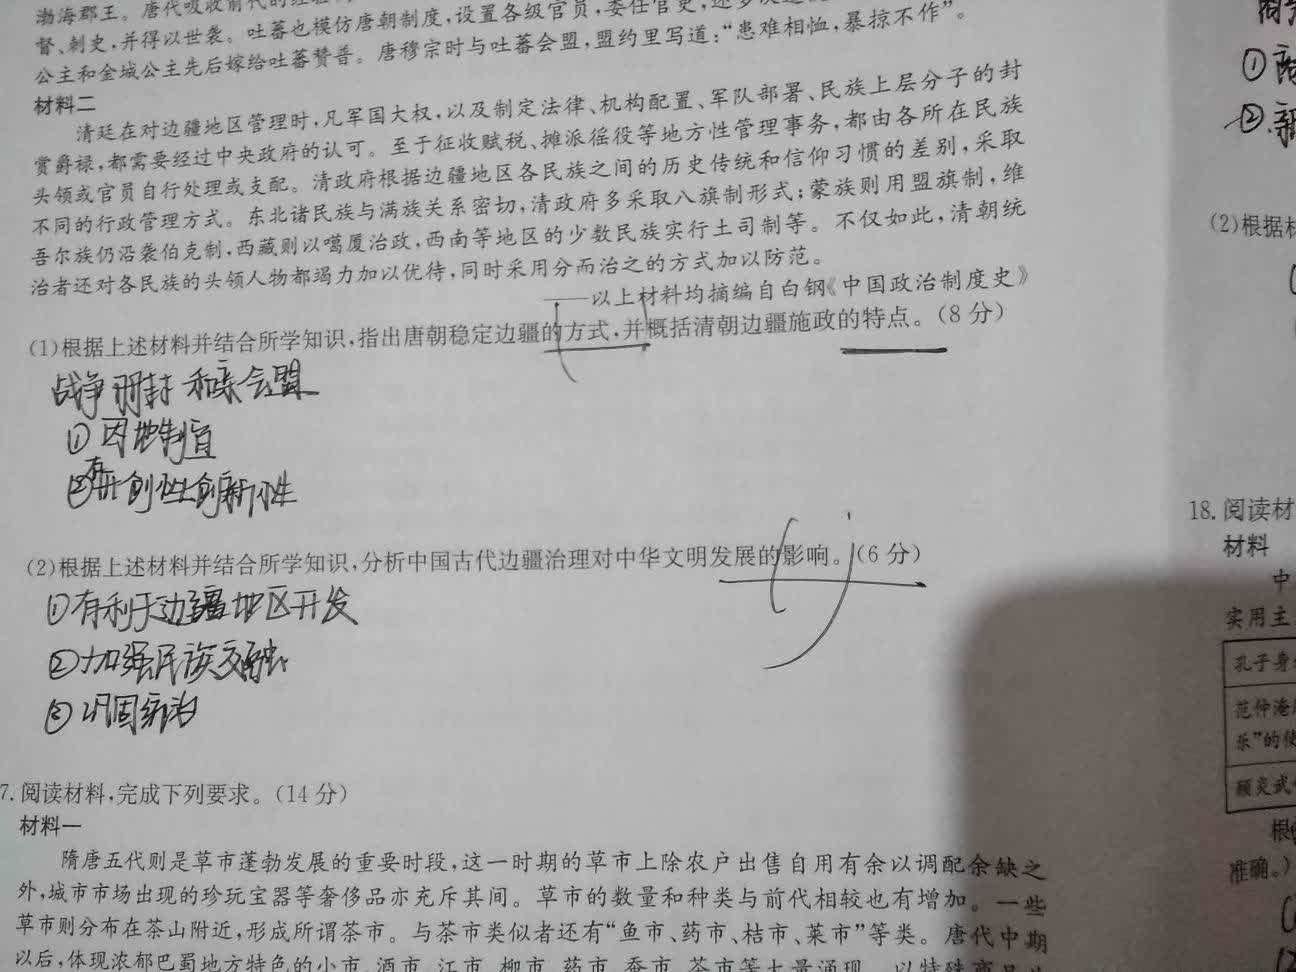 渤海郡王。唐代吸收前代的经验
督、刺史,并得以世袭。吐蕃也模仿唐朝制度,设置各级官员,委任官吏,还多次
公主和金城公主先后嫁给吐蕃赞普。唐穆宗时与吐蕃会盟,盟约里写道:“患难相恤,暴掠不作”。
材料二
清廷在对边疆地区管理时,凡军国大权,以及制定法律、机构配置、军队部署、民族上层分子的封
赏爵禄,都需要经过中央政府的认可。至于征收赋税、摊派徭役等地方性管理事务,都由各所在民族
头领或官员自行处理或支配。清政府根据边疆地区各民族之间的历史传统和信仰习惯的差别,采取
不同的行政管理方式。东北诸民族与满族关系密切,清政府多采取八旗制形式;蒙族则用盟旗制,维
吾尔族仍沿袭伯克制,西藏则以噶厦治政,西南等地区的少数民族实行土司制等。不仅如此,清朝统
治者还对各民族的头领人物都竭力加以优待,同时采用分而治之的方式加以防范。
——以上材料均摘编自白钢《中国政治制度史》
(1)根据上述材料并结合所学知识,指出唐朝稳定边疆的方式,并概括清朝边疆施政的特点。(8分)
战争 册封 和亲 会盟
①因地制宜
②有开创性创新性
(2)根据上述材料并结合所学知识,分析中国古代边疆治理对中华文明发展的影响。(6分)
①有利于边疆地区开发
②加强民族交融
③巩固统治
7.阅读材料,完成下列要求。(14分)
材料一
隋唐五代则是草市蓬勃发展的重要时段,这一时期的草市上除农户出售自用有余以调配余缺之
外,城市市场出现的珍玩宝器等奢侈品亦充斥其间。草市的数量和种类与前代相较也有增加。一些
草市则分布在茶山附近,形成所谓茶市。与茶市类似者还有“鱼市、药市、桔市、菜市”等类。唐代中期
以后,体现浓郁巴蜀地方特色的小市、酒市、江市、柳市、药市、蚕市、茶市等大量涌现
①
②新
(2)根据材
18.阅读材
材料
中
实用主
孔子身
范仲淹
乐”的使
顾炎武
根
准确。)